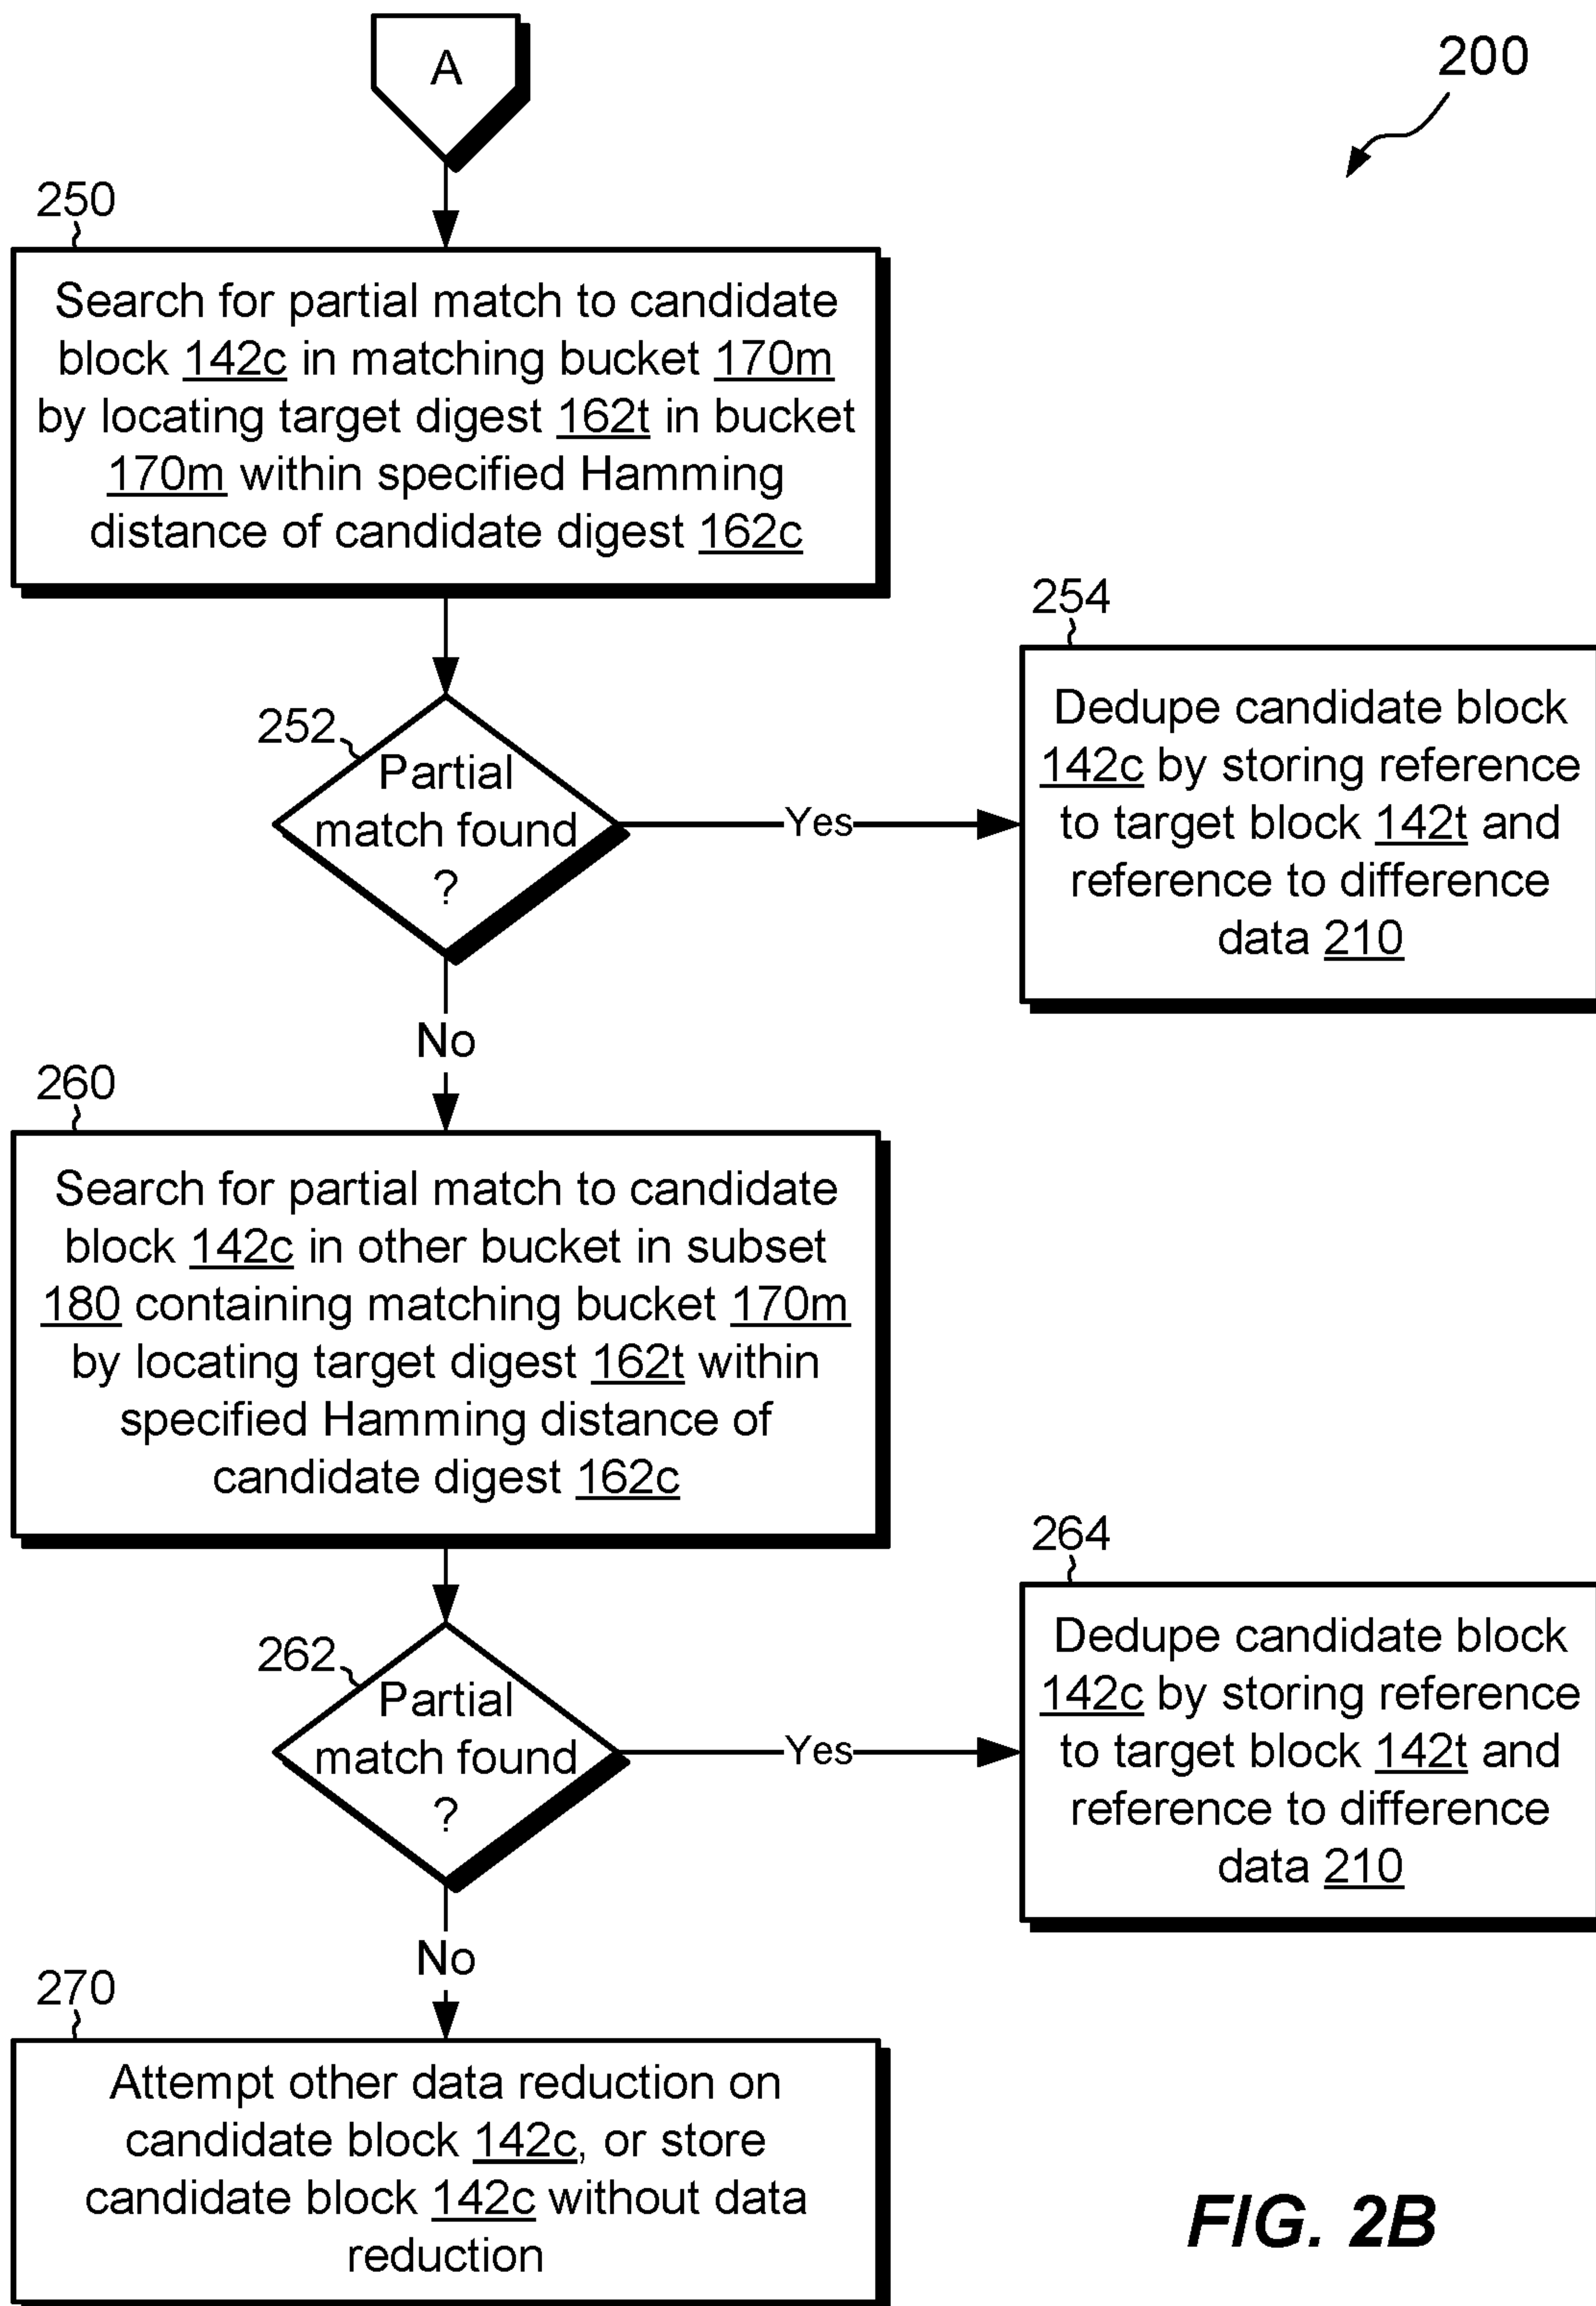 A
200
250
Search for partial match to candidate
block 142c in matching bucket 170m
by locating target digest 162t in bucket
170m within specified Hamming
distance of candidate digest 162c
252
Partial
match found
?
Yes
254
Dedupe candidate block
142c by storing reference
to target block 142t and
reference to difference
data 210
No
260
Search for partial match to candidate
block 142c in other bucket in subset
180 containing matching bucket 170m
by locating target digest 162t within
specified Hamming distance of
candidate digest 162c
262
Partial
match found
?
Yes
264
Dedupe candidate block
142c by storing reference
to target block 142t and
reference to difference
data 210
No
270
Attempt other data reduction on
candidate block 142c, or store
candidate block 142c without data
reduction
FIG. 2B